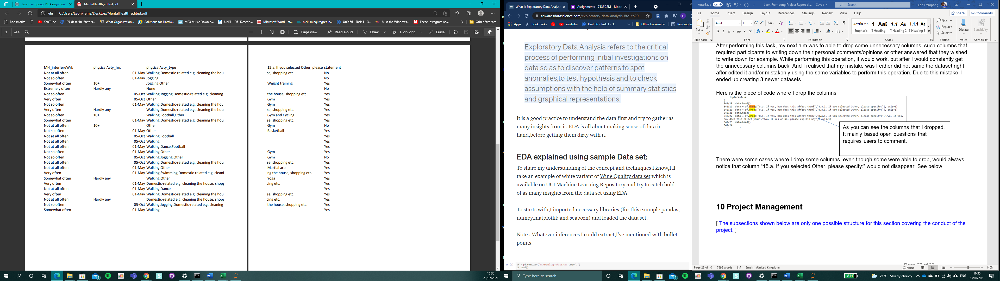 Leon Frempong ML Assignment
MentalHealth_edited.pdf
File
C:/Users/LeonFremz/Desktop/MentalHealth_edited.pdf
Bookmarks
YouTube
P5-describe factors...
What Organization...
Solutions for Hardw...
MP3 Music Downlo...
UNIT 1 P6 -Describ...
Microsoft Word - st...
nicki minaj regret in...
Unit 66 - Task 1 - 3...
Miss the Windows...
These Instagram us...
Other favorites
3 of 4
Page view
Read aloud
Draw
Highlight
Erase
MH_interfereWrk physicalAvty_hrs physicalAvty_type
Not at all often 01-May Walking,Domestic-related e.g. cleaning the hou
Not so often 01-May Jogging
Somewhat often 10+ Jogging,Other
Extremely often Hardly any None
Not so often 05-Oct Walking,Jogging,Domestic-related e.g. cleaning
Very often 05-Oct Other
Not so often 01-May Walking,Domestic-related e.g. cleaning the hou
Very often Hardly any Walking,Domestic-related e.g. cleaning the hou
Not so often 10+ Walking,Football,Other
Somewhat often 01-May Walking,Domestic-related e.g. cleaning the hou
Not at all often 10+ Other
Not so often 01-May Other
Not at all often 05-Oct Walking,Football
Not at all often 05-Oct Walking
Not at all often 01-May Walking,Dance,Football
Not so often 01-May Walking,Other
Not so often 05-Oct Walking,Jogging,Other
Not at all often 05-Oct Walking,Domestic-related e.g. cleaning the hou
Not at all often 01-May Walking,Other
Very often 01-May Walking,Swimming,Domestic-related e.g. cleani
Somewhat often Hardly any Walking,Other
Very often 01-May Domestic-related e.g. cleaning the house, shop
Not at all often 01-May Walking,Dance
Very often 01-May Walking,Domestic-related e.g. cleaning the hou
Not at all often Hardly any Domestic-related e.g. cleaning the house, shop
Not so often 05-Oct Walking,Jogging,Domestic-related e.g. cleaning
Somewhat often 01-May Walking
15.a. If you selected Other, please statement
se, shopping etc. No
No
Weight training Yes
No
the house, shopping etc. Yes
Gym Yes
Gym Yes
se, shopping etc. Yes
Gym and Cycling Yes
se, shopping etc. Yes
Gym No
Basketball Yes
Yes
Yes
Yes
Gym Yes
Gym No
se, shopping etc. Yes
Martial arts Yes
ing the house, shopping etc. Yes
Yoga Yes
ping etc. Yes
Yes
se, shopping etc. Yes
ping etc. Yes
the house, shopping etc. Yes
Yes
16:35
23/07/2021
What is Exploratory Data Analysi
Assignments - 7135CEM - Mod
towardsdatascience.com/exploratory-data-analysis-8fc1cb20...
Apps
Bookmarks
YouTube
Unit 66 - Task 1 - 3...
Other bookmarks
Reading lis
Exploratory Data Analysis refers to the critical
process of performing initial investigations on
data so as to discover patterns,to spot
anomalies,to test hypothesis and to check
assumptions with the help of summary statistics
and graphical representations.
It is a good practice to understand the data first and try to gather as
many insights from it. EDA is all about making sense of data in
hand,before getting them dirty with it.
EDA explained using sample Data set:
To share my understanding of the concept and techniques I know,I'll
take an example of white variant of Wine Quality data set which is
available on UCI Machine Learning Repository and try to catch hold
of as many insights from the data set using EDA.
To starts with,I imported necessary libraries (for this example pandas,
numpy,matplotlib and seaborn) and loaded the data set.
Note : Whatever inferences I could extract,I've mentioned with bullet
points.
In [2]: df = pd.read_csv('winequality-white.csv',sep=';')
df.head()
Type here to search
AutoSave On
Leon Frempong Project Report di... - Saved
Search
Leon Frempong
File Home Insert Design Layout References Mailings Review View Help
Share
Comments
Paste
Arial
11
Clipboard
Font
Paragraph
AaBbCcL 1 AaE 1.1 Aa 1.1.1 Aa
Emphasis ¶ Heading 1 ¶ Heading 2 ¶ Heading 3
Styles
Find
Replace
Select
Editing
Dictate
Voice
Sensitivity
Sensitivity
After performing this task, my next aim was to able to drop some unnecessary columns, such columns that
required participants to writing down their personal comments/opinions or other answered that they wished
to write down for example. While performing this operation, it would work, but after I would constantly get
the unnecessary columns back. And I realised that my mistake was I either did not same the dataset right
after edited it and/or mistakenly using the same variables to perform this operation. Due to this mistake, I
ended up creating 3 newer datasets.
Here is the piece of code where I drop the columns
inplace=True
)
342/18: data.head()
342/19: data = df.drop(["8.a. If yes, how does this affect them?","8.a.i. If you selected Other, please specify:"], axis=1)
342/20: data = df.drop(["8.a. If yes, how does this affect them?","8.a.i. If you selected Other, please specify:"], axis=1)
342/21: data.head()
342/22: data = df.drop(["8.a. If yes, how does this affect them?","8.a.i. If you selected Other, please specify:","7.a. If yes,
how does this effect you?","9.a. If Yes or No, please explain why"], axis=1)
342/23: data.head()
342/24:
As you can see the columns that I dropped.
It mainly based open questions that
requires users to comment.
There were some cases where I drop some columns, even though some were able to drop, would always
notice that column “15.a. If you selected Other, please specify:” would not disappear. See below
10 Project Management
[ The subsections shown below are only one possible structure for this section covering the conduct of the
project. ]
Page 28 of 40 7898 words English (United Kingdom)
Focus
140%
81%
21°C Mostly cloudy
ENG
16:35
23/07/2021